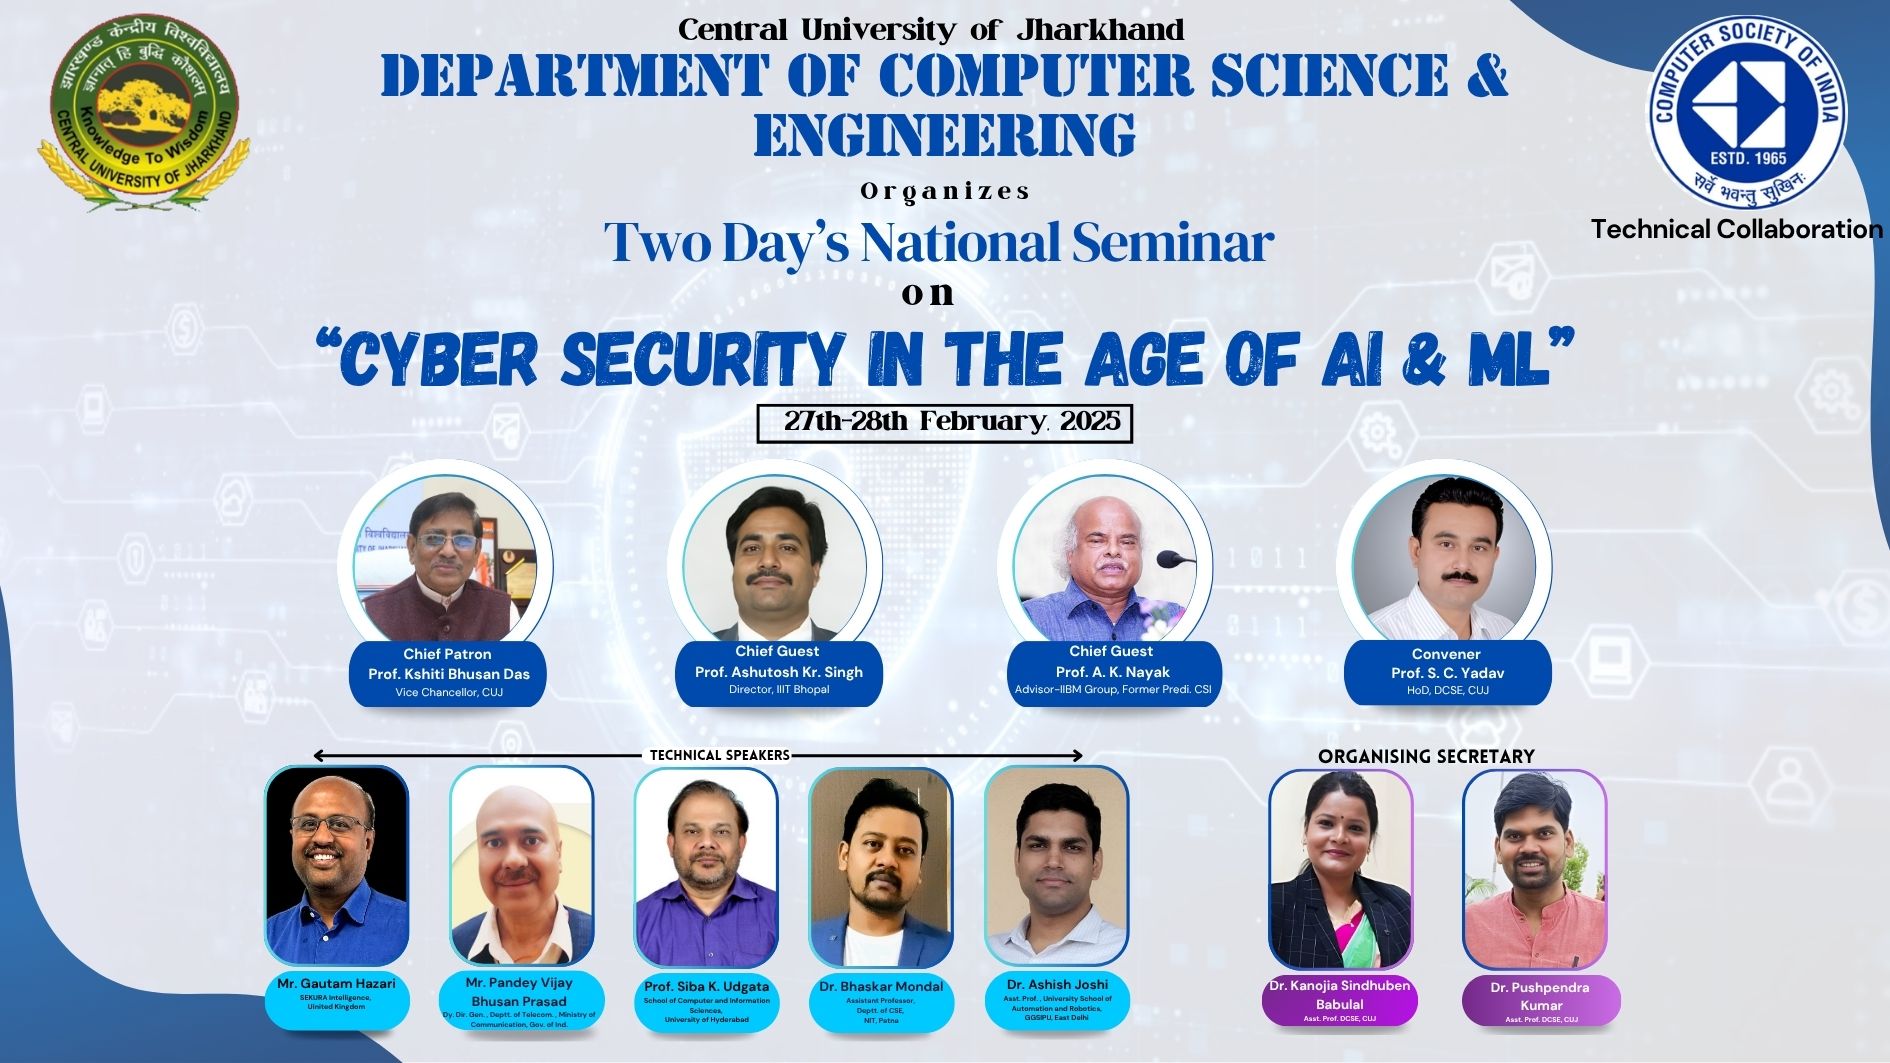 झारखण्ड केन्द्रीय विश्वविद्यालय
ज्ञानात् हि बुद्धि कौशलम्
Knowledge To Wisdom
CENTRAL UNIVERSITY OF JHARKHAND
Central University of Jharkhand
DEPARTMENT OF COMPUTER SCIENCE &
ENGINEERING
Organizes
Two Day’s National Seminar
on
“CYBER SECURITY IN THE AGE OF AI & ML”
27th-28th February, 2025
COMPUTER SOCIETY OF INDIA
ESTD. 1965
सर्वे भवन्तु सुखिनः
Technical Collaboration
Chief Patron
Prof. Kshiti Bhusan Das
Vice Chancellor, CUJ
Chief Guest
Prof. Ashutosh Kr. Singh
Director, IIIT Bhopal
Chief Guest
Prof. A. K. Nayak
Advisor-IIBM Group, Former Predi. CSI
Convener
Prof. S. C. Yadav
HoD, DCSE, CUJ
TECHNICAL SPEAKERS
ORGANISING SECRETARY
Mr. Gautam Hazari
SEKURA Intelligence,
Uinited Kingdom
Mr. Pandey Vijay
Bhusan Prasad
Dy. Dir. Gen. , Deptt. of Telecom. , Ministry of
Communication, Gov. of Ind.
Prof. Siba K. Udgata
School of Computer and Information
Sciences,
University of Hyderabad
Dr. Bhaskar Mondal
Assistant Professor,
Deptt. of CSE,
NIT, Patna
Dr. Ashish Joshi
Asst. Prof. , University School of
Automation and Robotics,
GGSIPU, East Delhi
Dr. Kanojia Sindhuben
Babulal
Asst. Prof. DCSE, CUJ
Dr. Pushpendra
Kumar
Asst. Prof. DCSE, CUJ